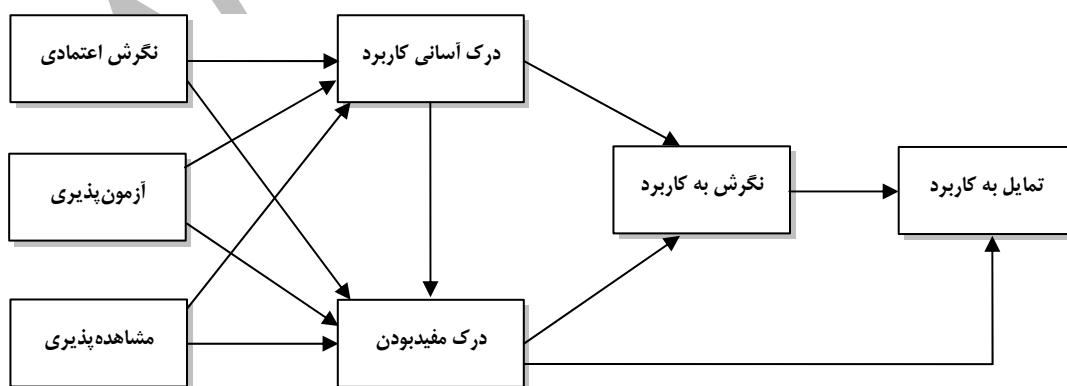 نگرش اعتمادی
درک آسانی کاربرد
آزمون‌پذیری
نگرش به کاربرد
تمایل به کاربرد
مشاهده‌پذیری
درک مفیدبودن